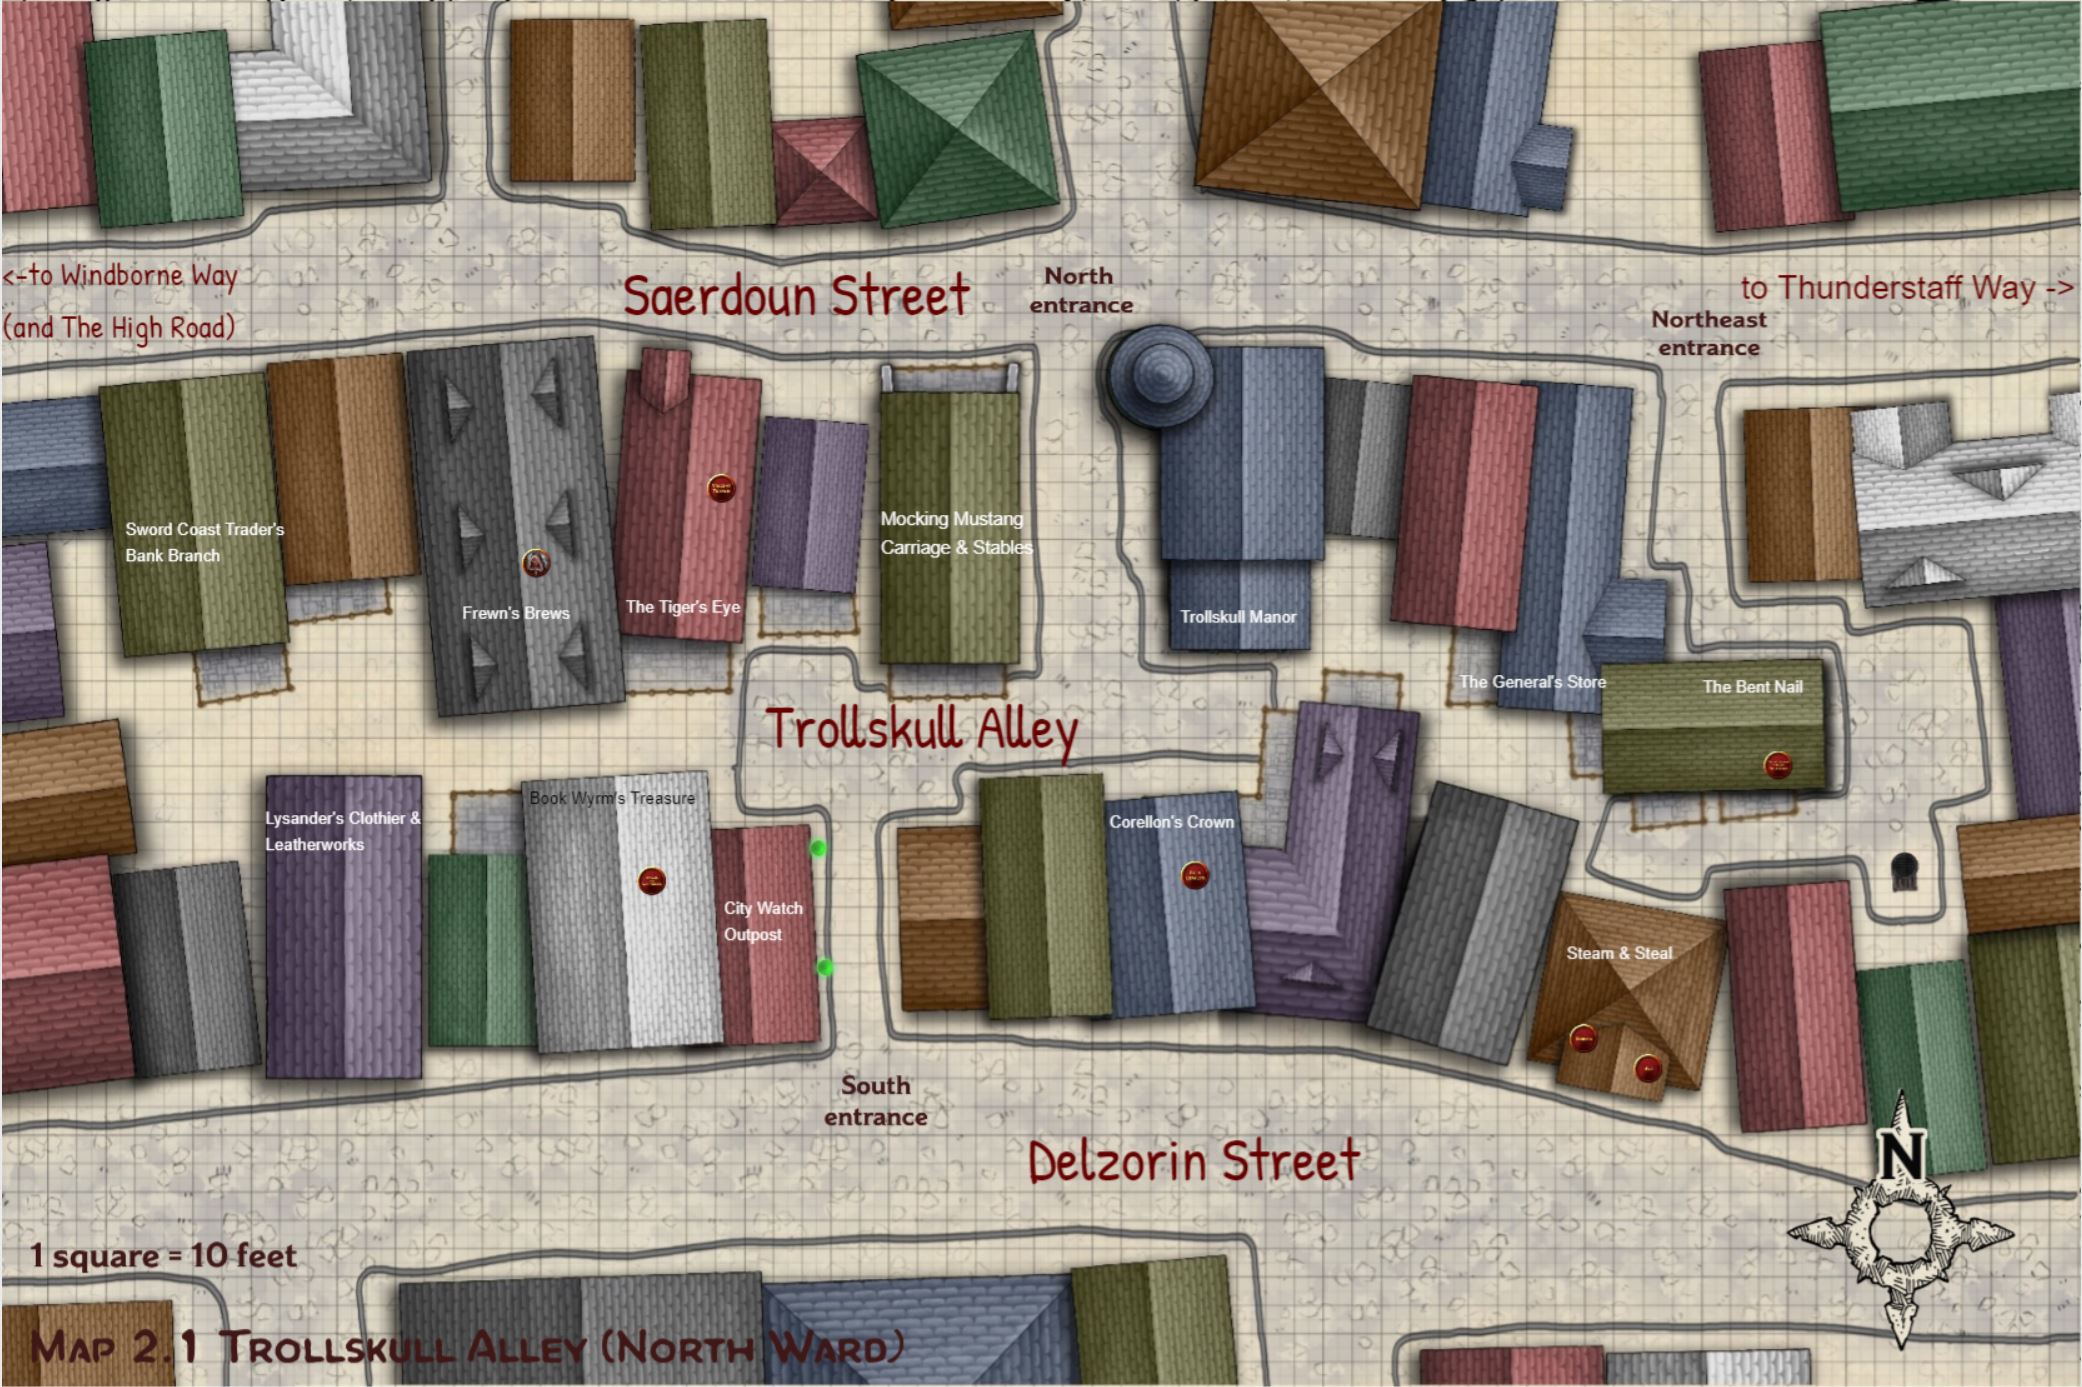 <-to Windborne Way
(and The High Road)
Saerdoun Street
North
entrance
to Thunderstaff Way ->
Northeast
entrance
Sword Coast Trader's
Bank Branch
Frewn's Brews
The Tiger's Eye
Mocking Mustang
Carriage & Stables
Trollskull Manor
The General's Store
The Bent Nail
Trollskull Alley
Lysander's Clothier &
Leatherworks
Book Wyrm's Treasure
City Watch
Outpost
Corellon's Crown
Steam & Steal
South
entrance
Delzorin Street
N
1 square = 10 feet
Map 2.1 Trollskull Alley (North Ward)